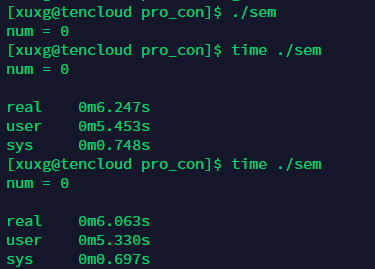 [xuxg@tencloud pro_con]$ ./sem
num = 0
[xuxg@tencloud pro_con]$ time ./sem
num = 0
real 0m6.247s
user 0m5.453s
sys 0m0.748s
[xuxg@tencloud pro_con]$ time ./sem
num = 0
real 0m6.063s
user 0m5.330s
sys 0m0.697s